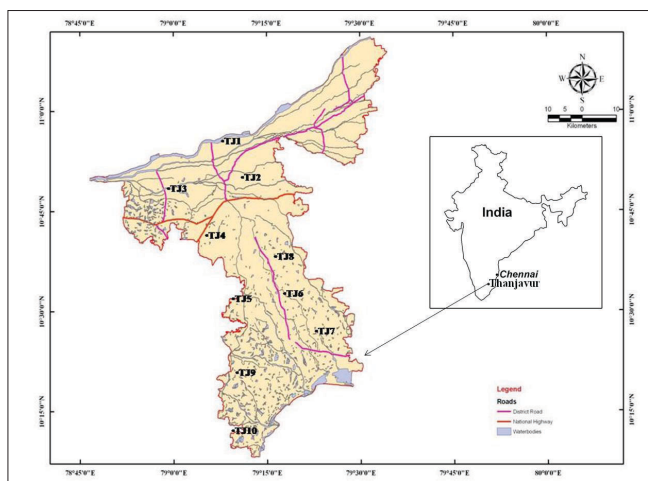 78°45'0"E 79°0'0"E 79°15'0"E 79°30'0"E 79°45'0"E 80°0'0"E
N
W E
S
10 5 0 10
Kilometers
11°0'0"N
11°0'0"N
TJ1
TJ2
TJ3
10°45'0"N
10°45'0"N
TJ4
TJ8
TJ6
TJ5
10°30'0"N
10°30'0"N
TJ7
TJ9
10°15'0"N
10°15'0"N
TJ10
India
Chennai
Thanjavur
Legend
Roads
District Road
National Highway
Waterbodies
78°45'0"E 79°0'0"E 79°15'0"E 79°30'0"E 79°45'0"E 80°0'0"E